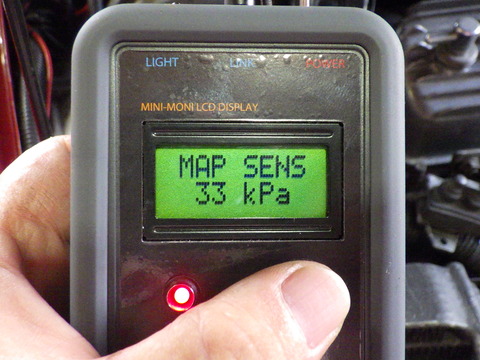 LIGHT LINK POWER
MINI-MONI LCD DISPLAY
MAP SENS
33 kPa